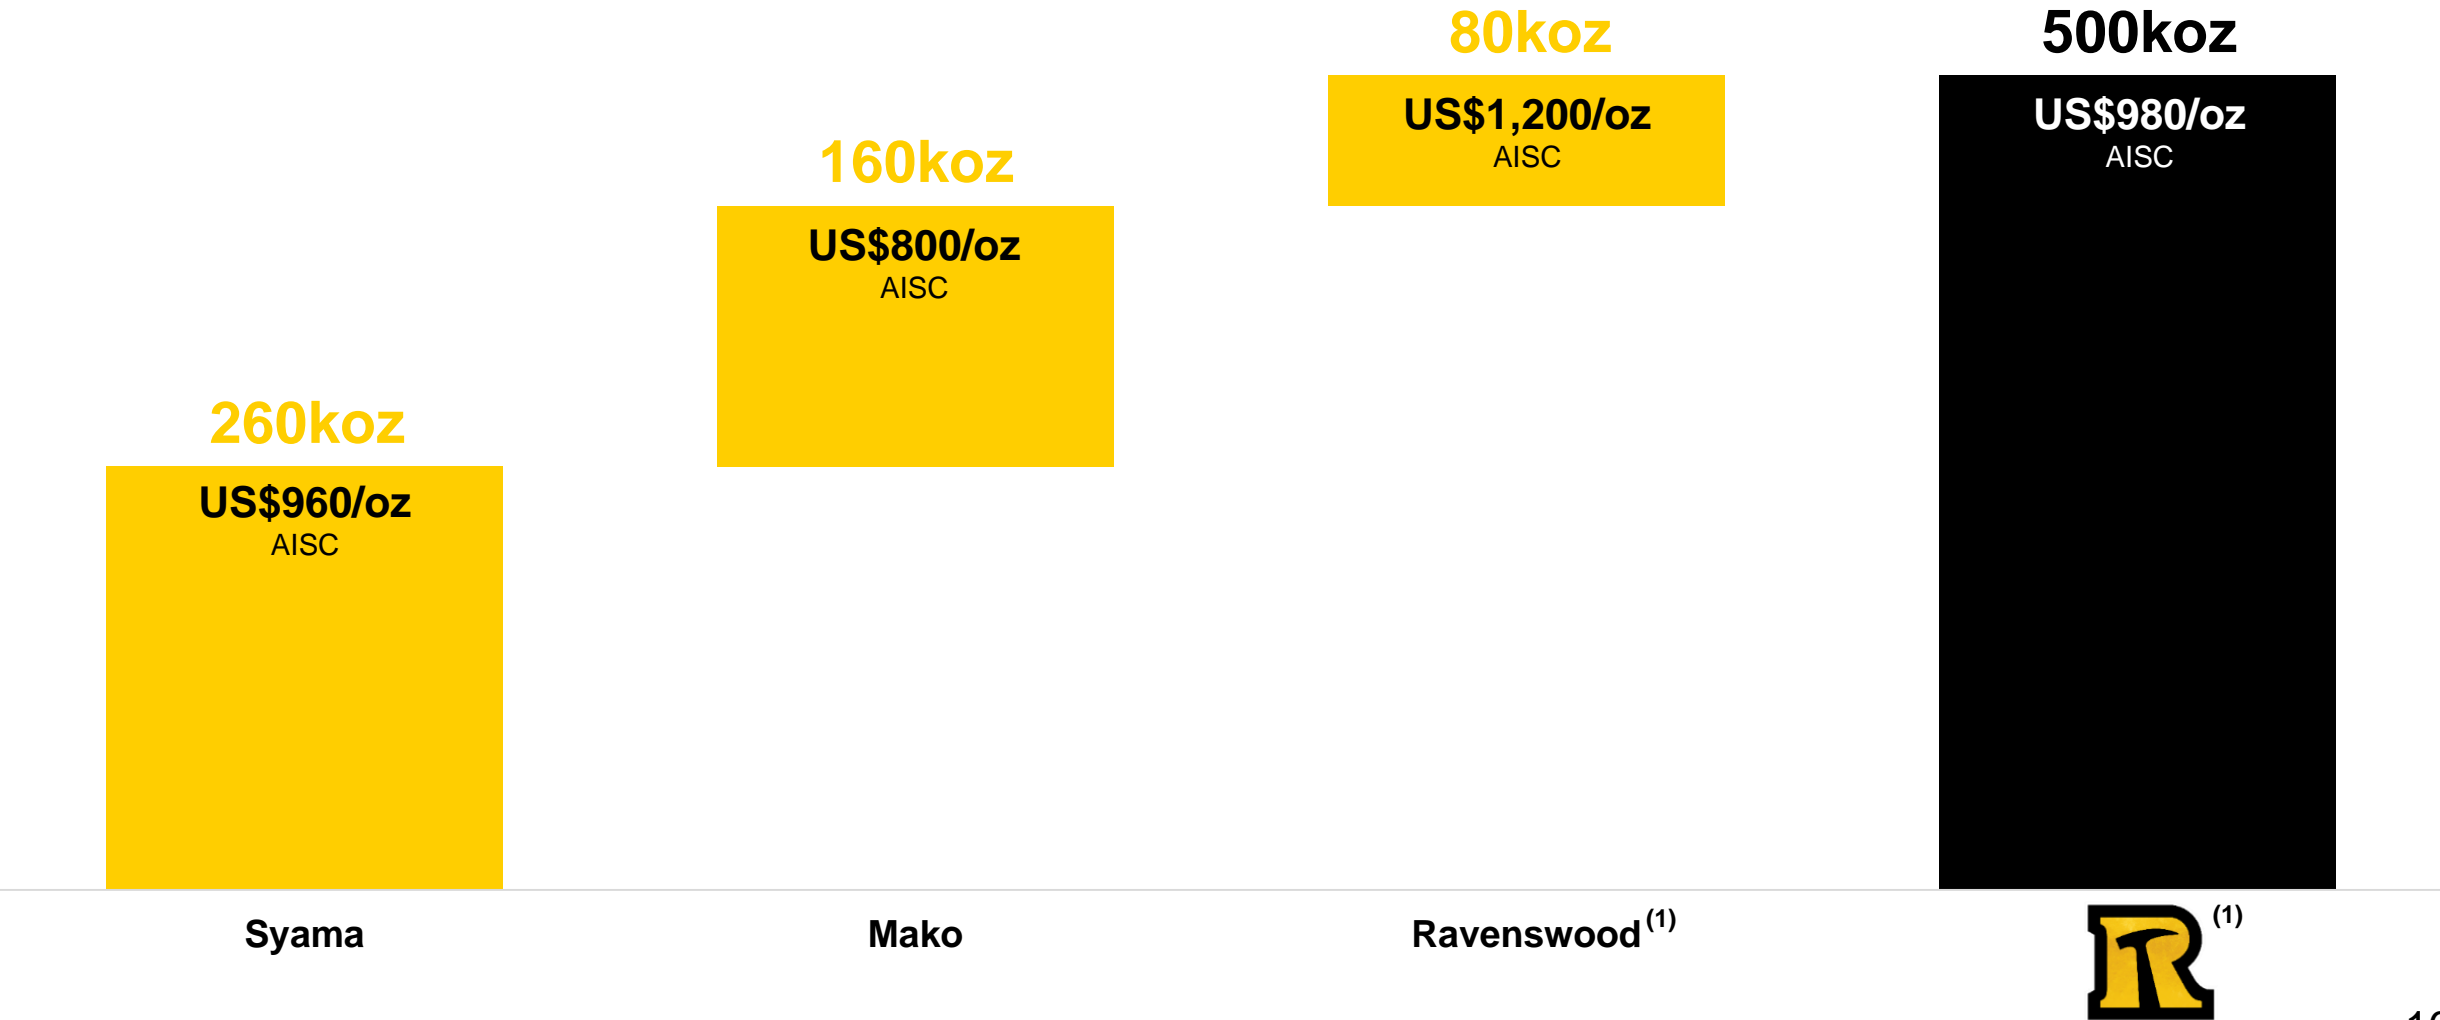 80koz
500koz
US$1,200/oz
AISC
US$980/oz
AISC
160koz
US$800/oz
AISC
260koz
US$960/oz
AISC
Syama
Mako
Ravenswood(1)
R(1)